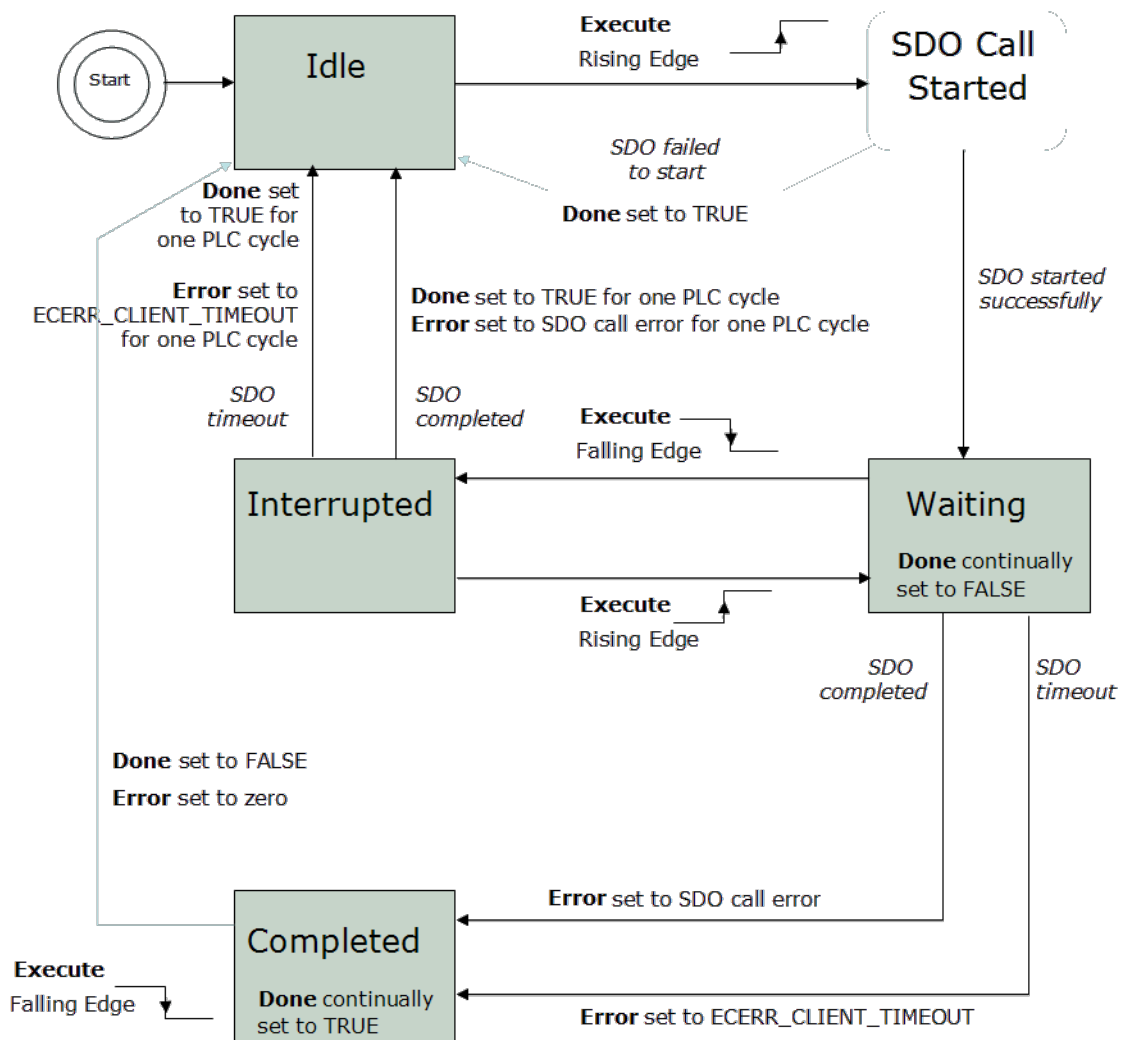 Start
Idle
Execute
Rising Edge
SDO Call
Started
SDO failed
to start
Done set to TRUE
Done set
to TRUE for
one PLC cycle
Error set to
ECERR_CLIENT_TIMEOUT
for one PLC cycle
Done set to TRUE for one PLC cycle
Error set to SDO call error for one PLC cycle
SDO started
successfully
SDO
timeout
SDO
completed
Execute
Falling Edge
Interrupted
Waiting
Done continually
set to FALSE
Execute
Rising Edge
SDO
completed
SDO
timeout
Done set to FALSE
Error set to zero
Error set to SDO call error
Completed
Done continually
set to TRUE
Execute
Falling Edge
Error set to ECERR_CLIENT_TIMEOUT